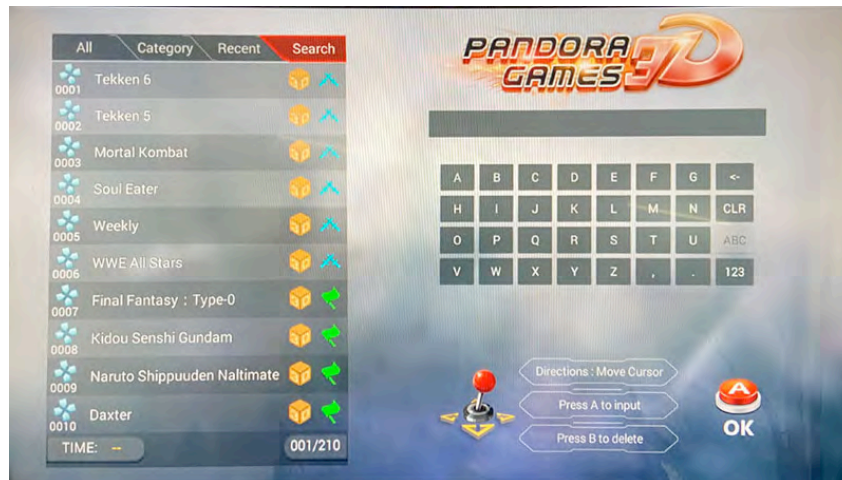 All Category Recent Search
0001 Tekken 6
0002 Tekken 5
0003 Mortal Kombat
0004 Soul Eater
0005 Weekly
0006 WWE All Stars
0007 Final Fantasy : Type-0
0008 Kidou Senshi Gundam
0009 Naruto Shippuuden Naltimate
0010 Daxter
TIME: -- 001/210
PANDORA
GAMES 3D
A B C D E F G <-
H I J K L M N CLR
O P Q R S T U ABC
V W X Y Z , . 123
Directions : Move Cursor
Press A to input
Press B to delete
A
OK